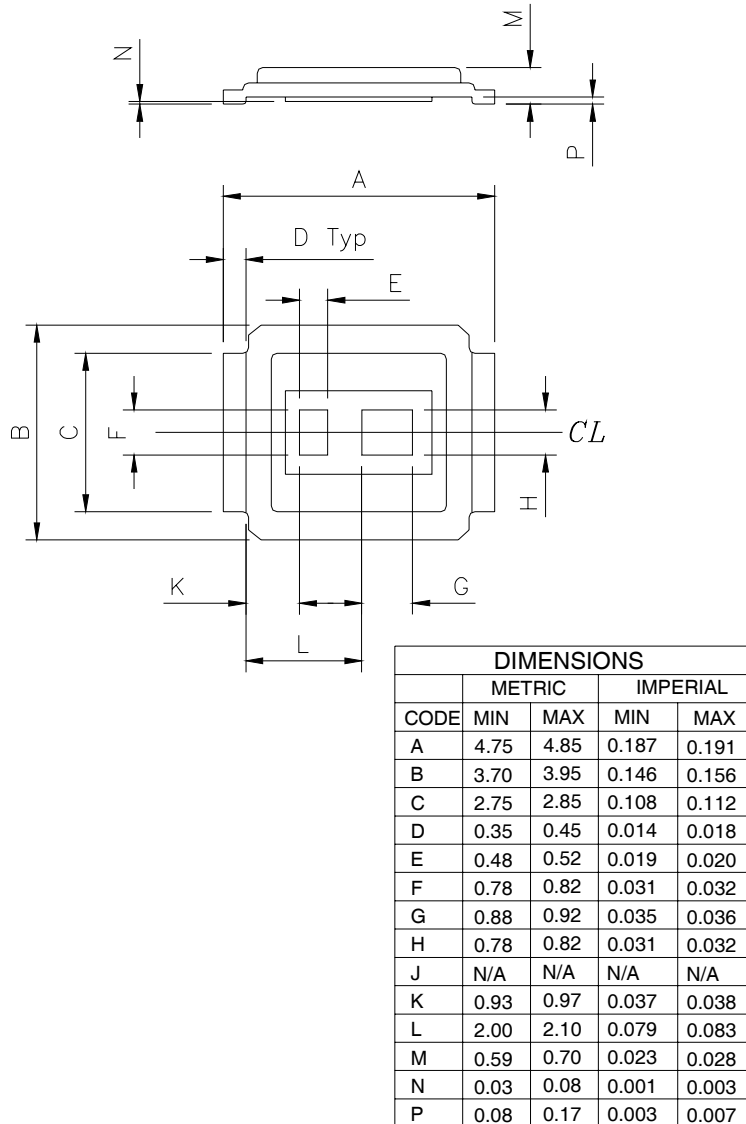 N
M
P
A
D Typ
E
B
C
F
CL
H
K
G
L
DIMENSIONS
METRIC IMPERIAL
CODE MIN MAX MIN MAX
A 4.75 4.85 0.187 0.191
B 3.70 3.95 0.146 0.156
C 2.75 2.85 0.108 0.112
D 0.35 0.45 0.014 0.018
E 0.48 0.52 0.019 0.020
F 0.78 0.82 0.031 0.032
G 0.88 0.92 0.035 0.036
H 0.78 0.82 0.031 0.032
J N/A N/A N/A N/A
K 0.93 0.97 0.037 0.038
L 2.00 2.10 0.079 0.083
M 0.59 0.70 0.023 0.028
N 0.03 0.08 0.001 0.003
P 0.08 0.17 0.003 0.007